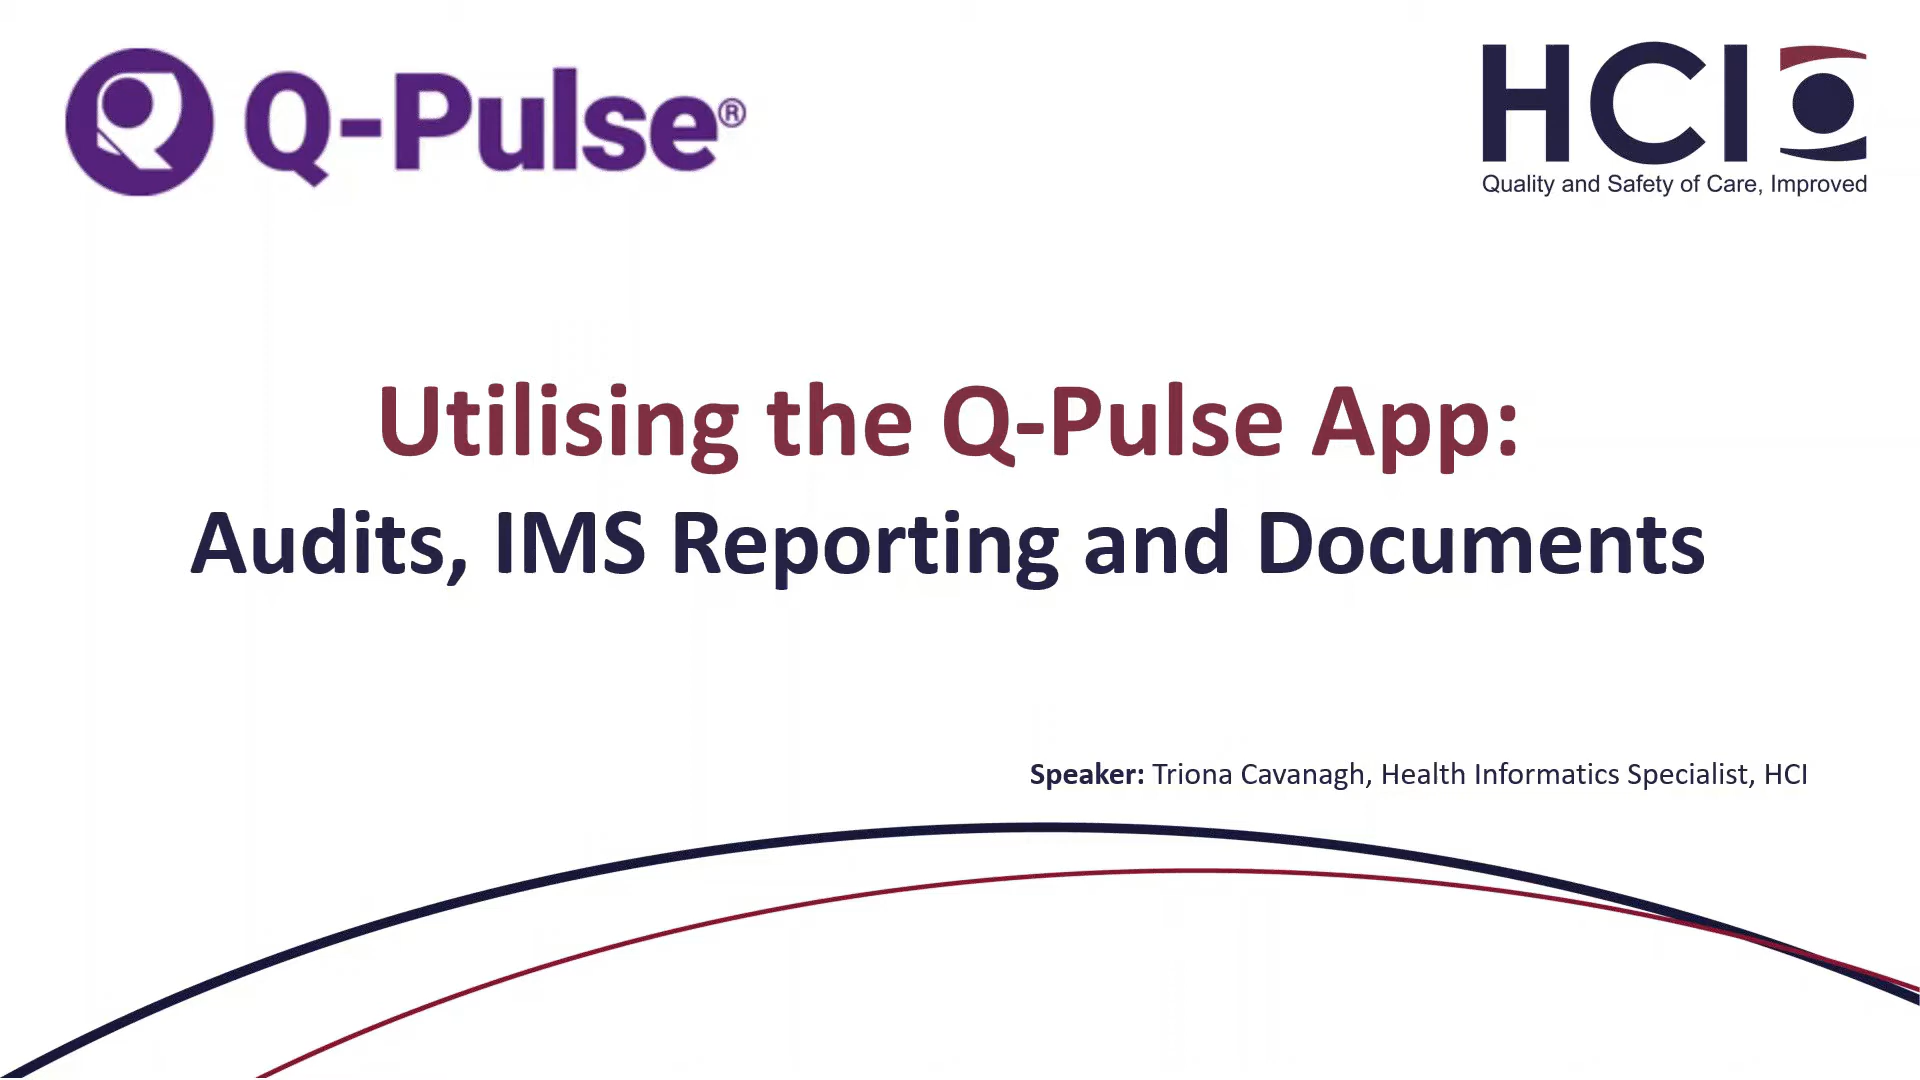 Q-Pulse®
HCI
Quality and Safety of Care, Improved
Utilising the Q-Pulse App:
Audits, IMS Reporting and Documents
Speaker: Triona Cavanagh, Health Informatics Specialist, HCI